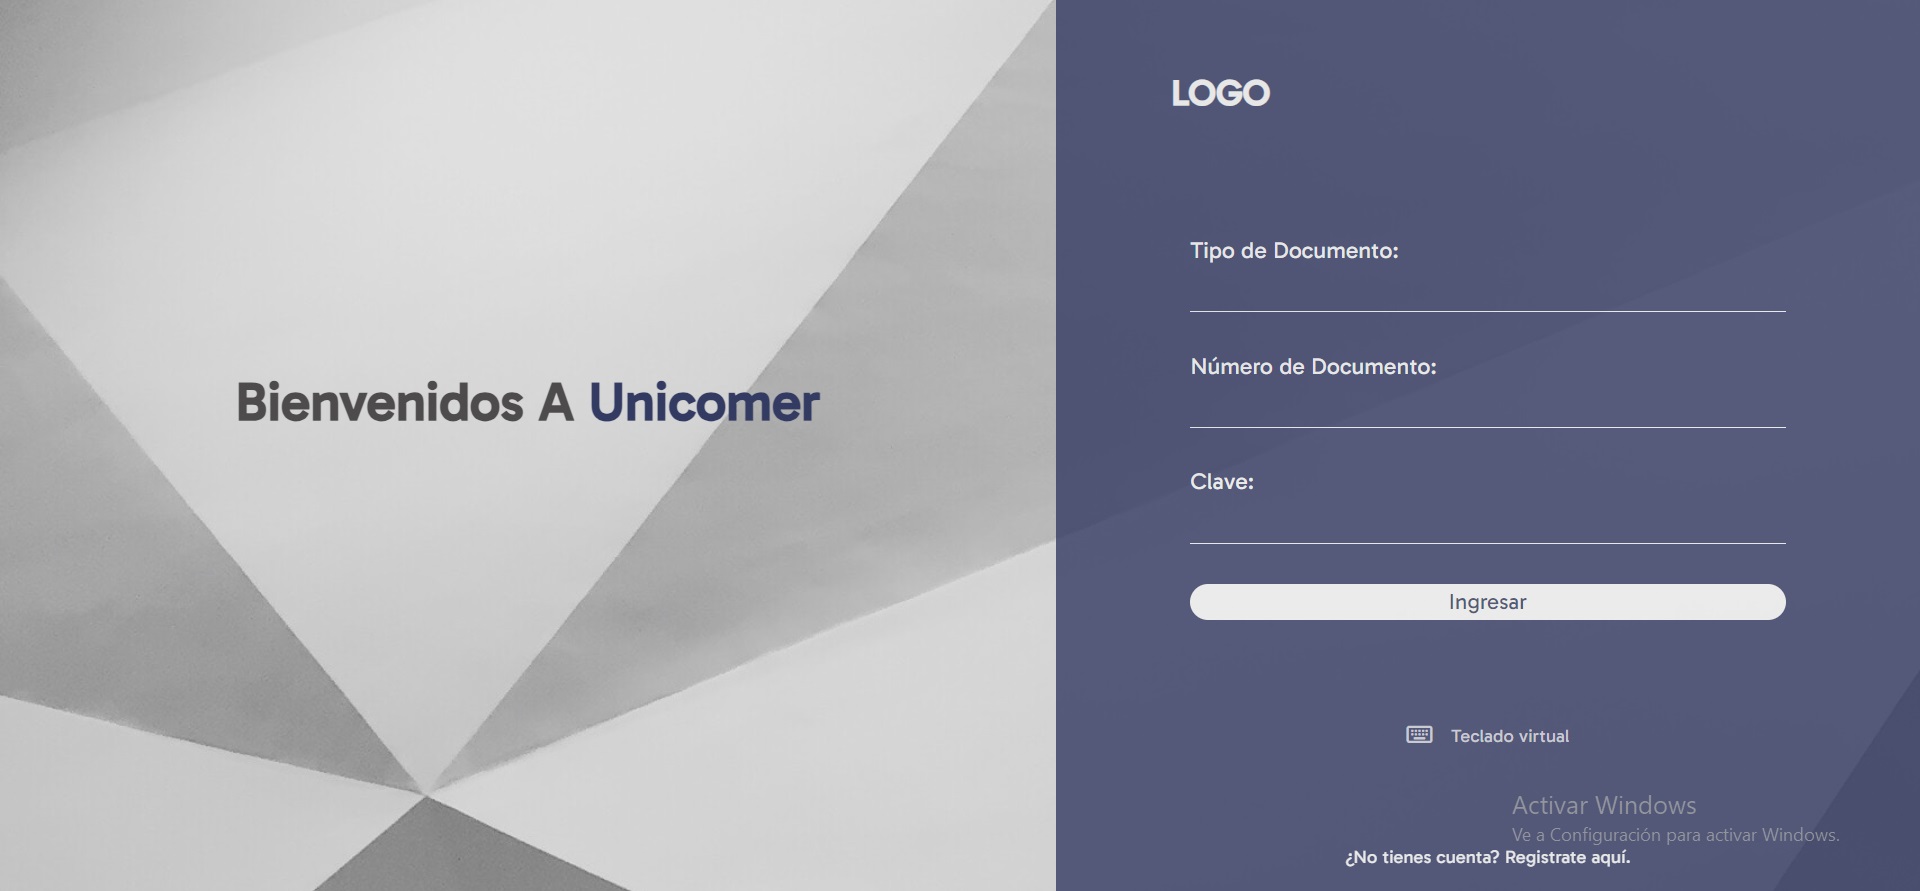 LOGO
Tipo de Documento:
Número de Documento:
Bienvenidos A Unicomer
Clave:
Ingresar
Teclado virtual
Activar Windows
Ve a Configuración para activar Windows.
¿No tienes cuenta? Registrate aquí.